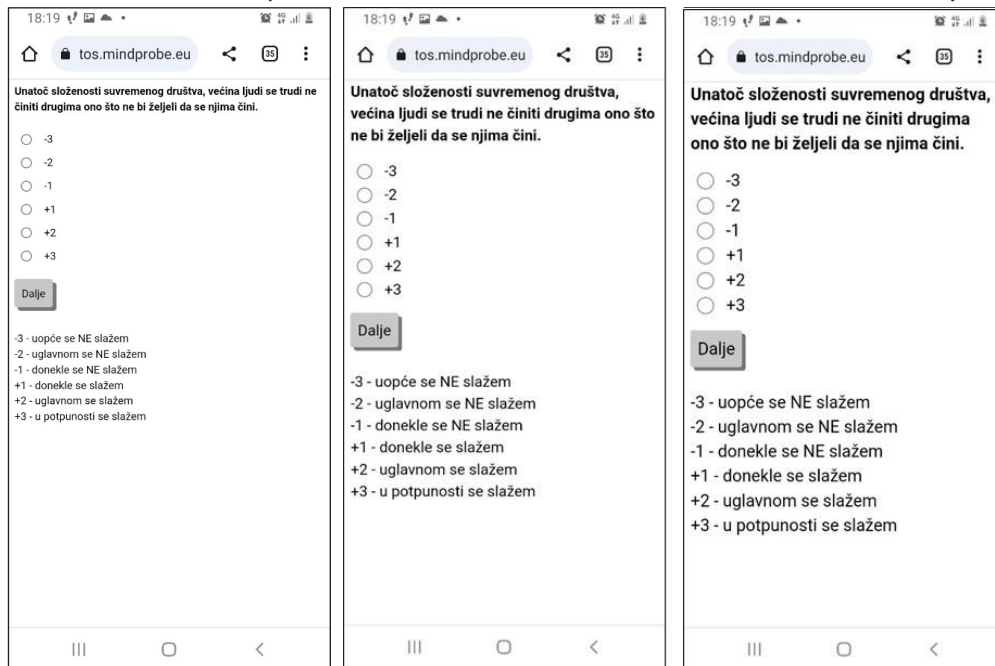 18:19
tos.mindprobe.eu
35
Unatoč složenosti suvremenog društva, većina ljudi se trudi ne
činiti drugima ono što ne bi željeli da se njima čini.
-3
-2
-1
+1
+2
+3
Dalje
-3 - uopće se NE slažem
-2 - uglavnom se NE slažem
-1 - donekle se NE slažem
+1 - donekle se slažem
+2 - uglavnom se slažem
+3 - u potpunosti se slažem
18:19
tos.mindprobe.eu
35
Unatoč složenosti suvremenog društva,
većina ljudi se trudi ne činiti drugima ono što
ne bi željeli da se njima čini.
-3
-2
-1
+1
+2
+3
Dalje
-3 - uopće se NE slažem
-2 - uglavnom se NE slažem
-1 - donekle se NE slažem
+1 - donekle se slažem
+2 - uglavnom se slažem
+3 - u potpunosti se slažem
18:19
tos.mindprobe.eu
35
Unatoč složenosti suvremenog društva,
većina ljudi se trudi ne činiti drugima
ono što ne bi željeli da se njima čini.
-3
-2
-1
+1
+2
+3
Dalje
-3 - uopće se NE slažem
-2 - uglavnom se NE slažem
-1 - donekle se NE slažem
+1 - donekle se slažem
+2 - uglavnom se slažem
+3 - u potpunosti se slažem